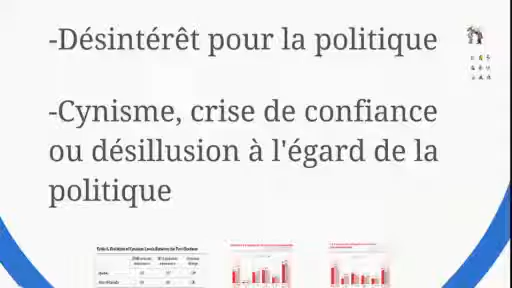 -Désintérêt pour la politique
-Cynisme, crise de confiance
ou désillusion à l'égard de la
politique